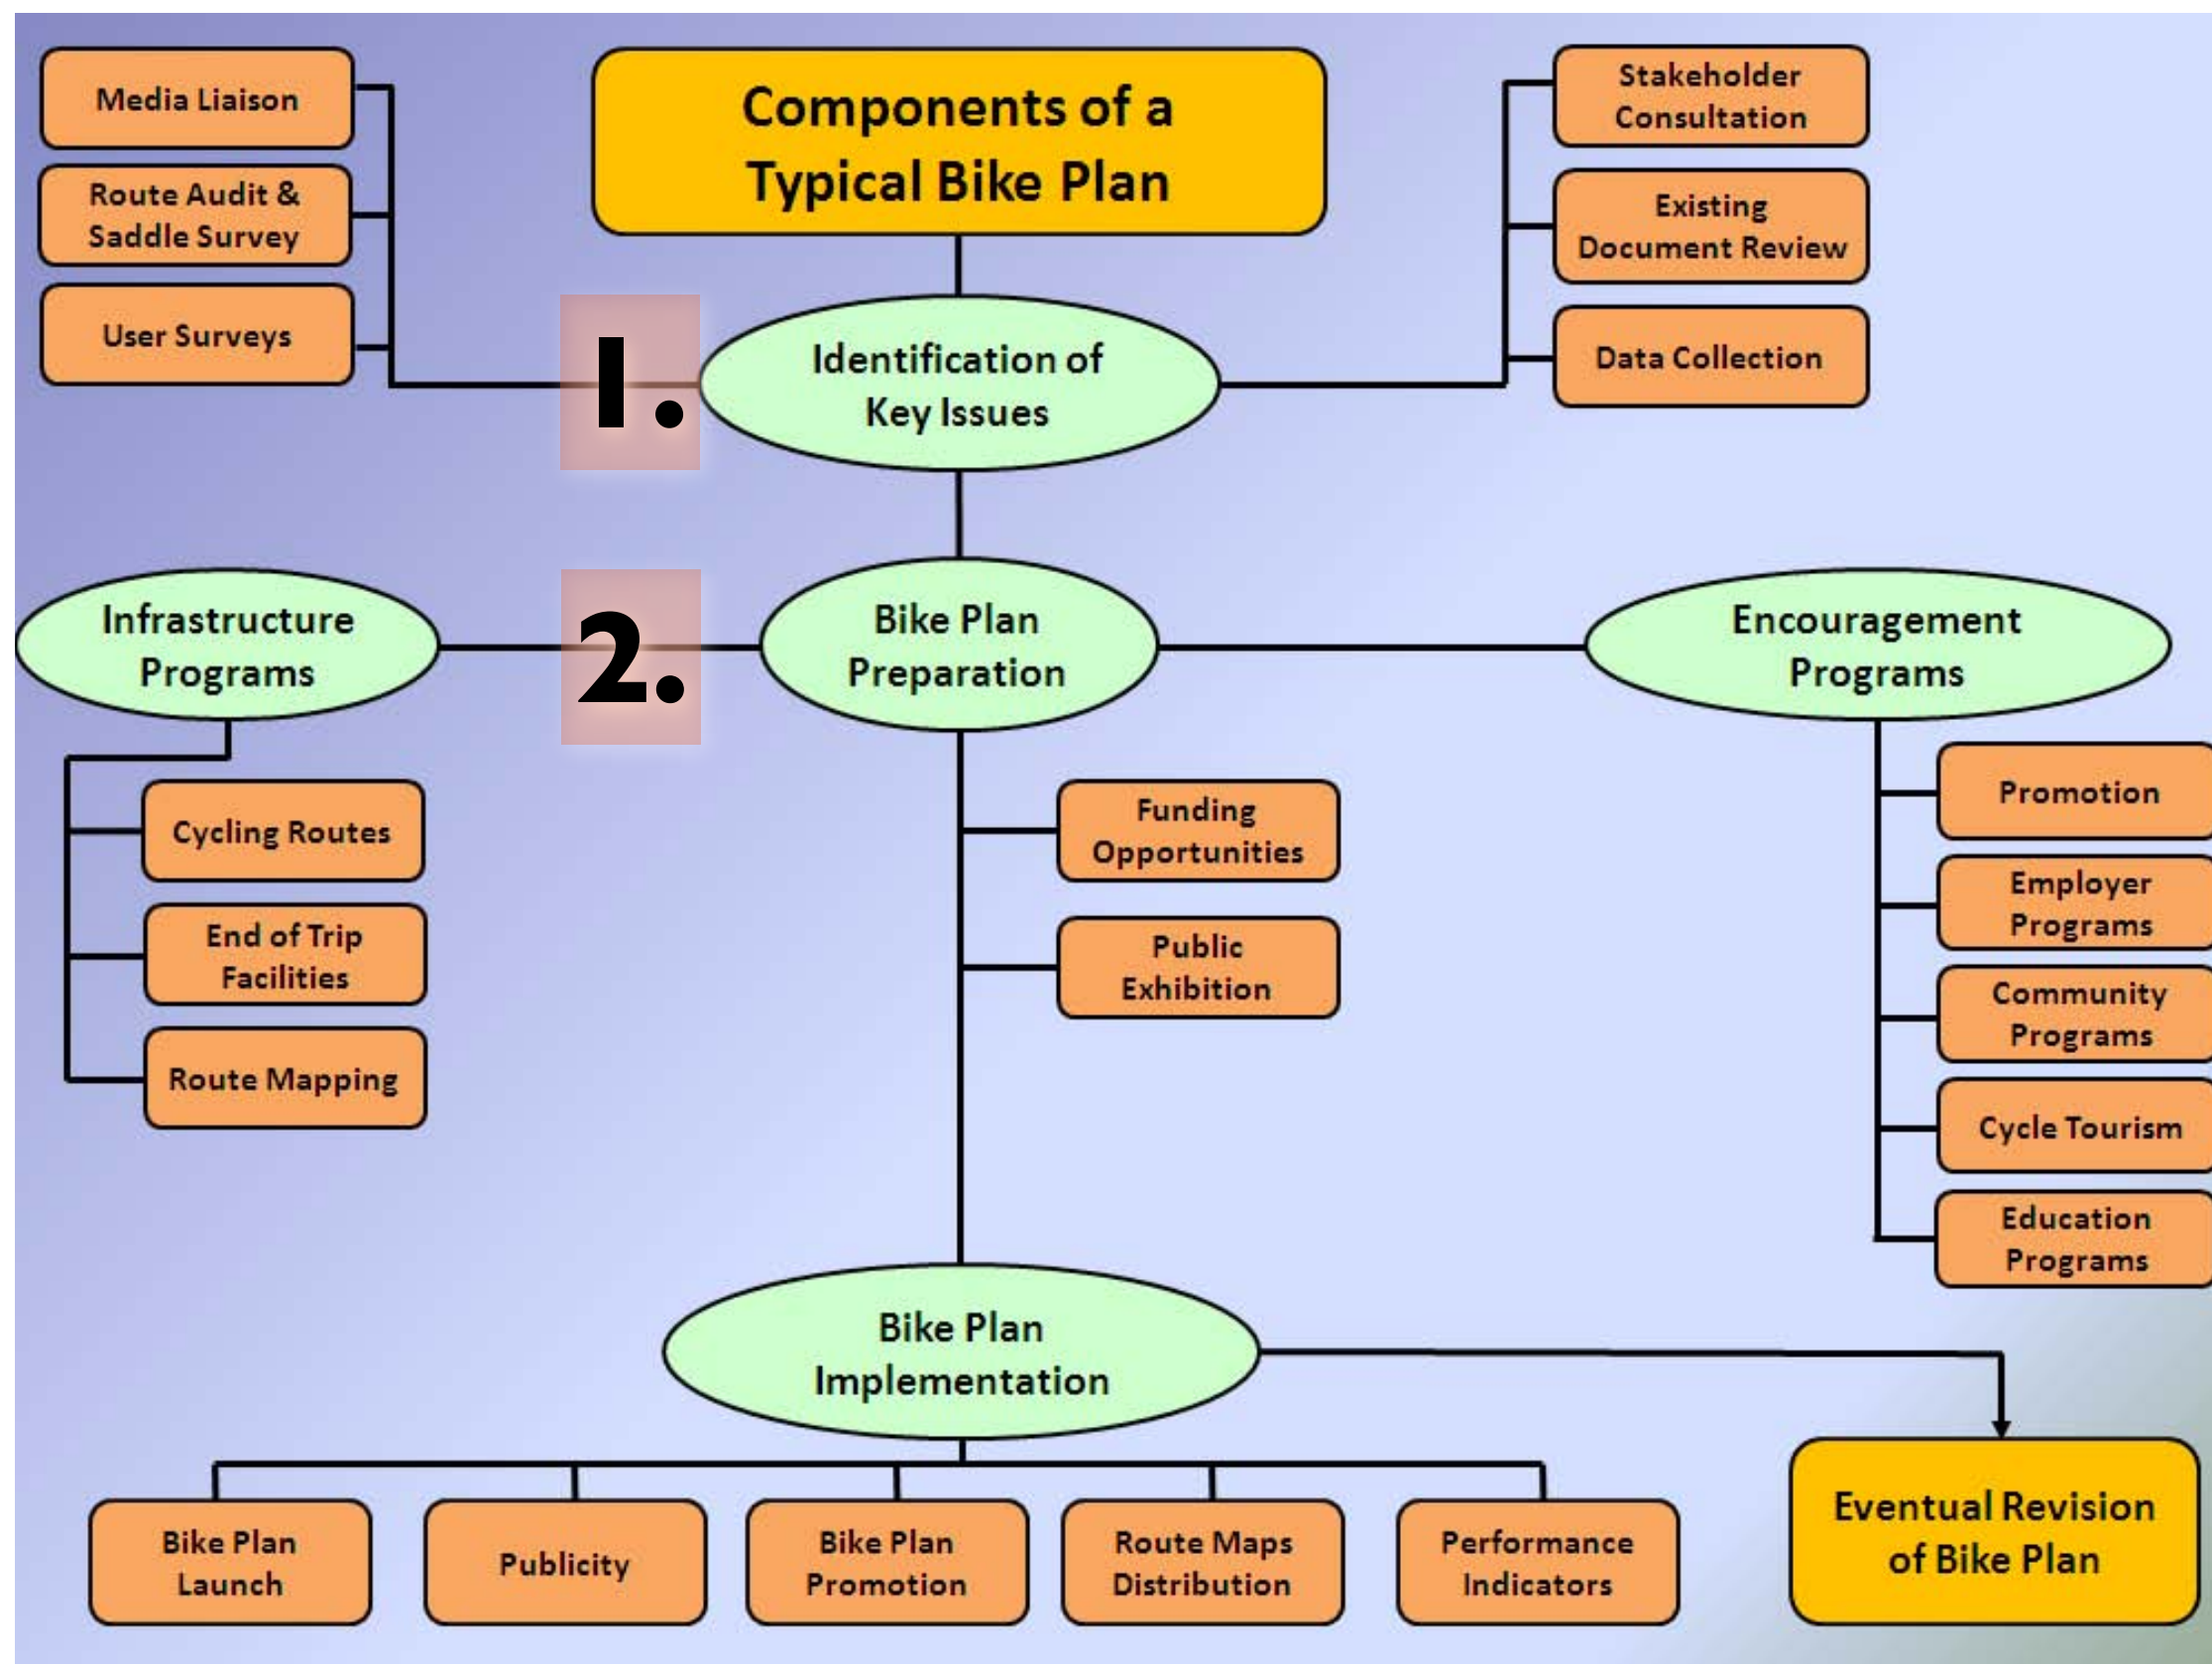 Components of a
Typical Bike Plan
Media Liaison
Route Audit &
Saddle Survey
User Surveys
Stakeholder
Consultation
Existing
Document Review
Data Collection
1.
Identification of
Key Issues
Infrastructure
Programs
2.
Bike Plan
Preparation
Encouragement
Programs
Cycling Routes
End of Trip
Facilities
Route Mapping
Funding
Opportunities
Public
Exhibition
Promotion
Employer
Programs
Community
Programs
Cycle Tourism
Education
Programs
Bike Plan
Implementation
Bike Plan
Launch
Publicity
Bike Plan
Promotion
Route Maps
Distribution
Performance
Indicators
Eventual Revision
of Bike Plan